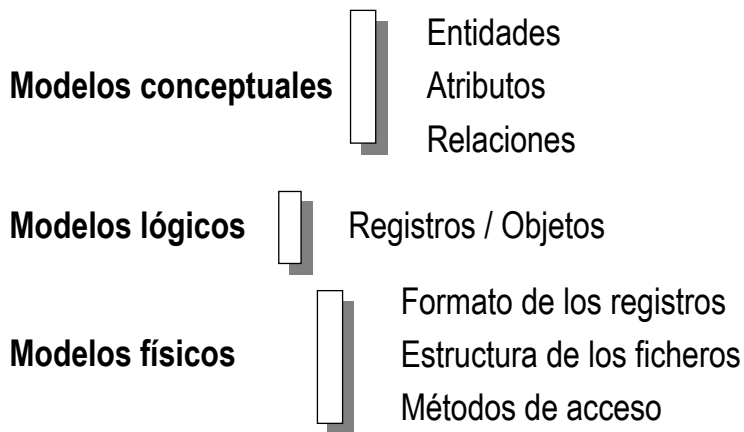 Entidades
Modelos conceptuales Atributos
Relaciones
Modelos lógicos Registros / Objetos
Formato de los registros
Modelos físicos Estructura de los ficheros
Métodos de acceso